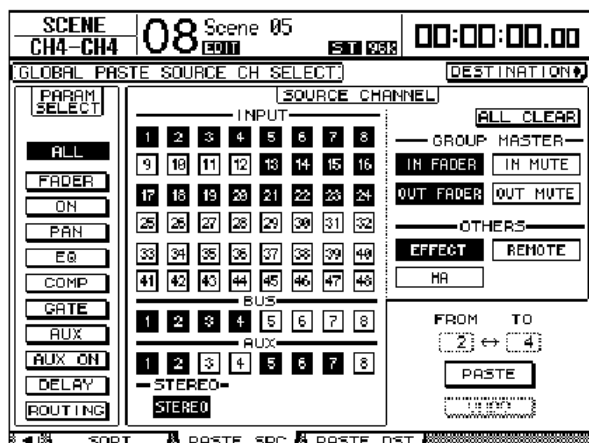 SCENE
CH4-CH4
08 Scene 05
EDIT ST 96K
00:00:00.00
GLOBAL PASTE SOURCE CH SELECT
DESTINATION
PARAM SELECT
ALL
FADER
ON
PAN
EQ
COMP
GATE
AUX
AUX ON
DELAY
ROUTING
SOURCE CHANNEL
INPUT
1 2 3 4 5 6 7 8
9 10 11 12 13 14 15 16
17 18 19 20 21 22 23 24
25 26 27 28 29 30 31 32
33 34 35 36 37 38 39 40
41 42 43 44 45 46 47 48
BUS
1 2 3 4 5 6 7 8
AUX
1 2 3 4 5 6 7 8
STEREO
STEREO
ALL CLEAR
GROUP MASTER
IN FADER IN MUTE
OUT FADER OUT MUTE
OTHERS
EFFECT REMOTE
HA
FROM TO
2 ↔ 4
PASTE
UNDO
SORT PASTE SRC PASTE DST